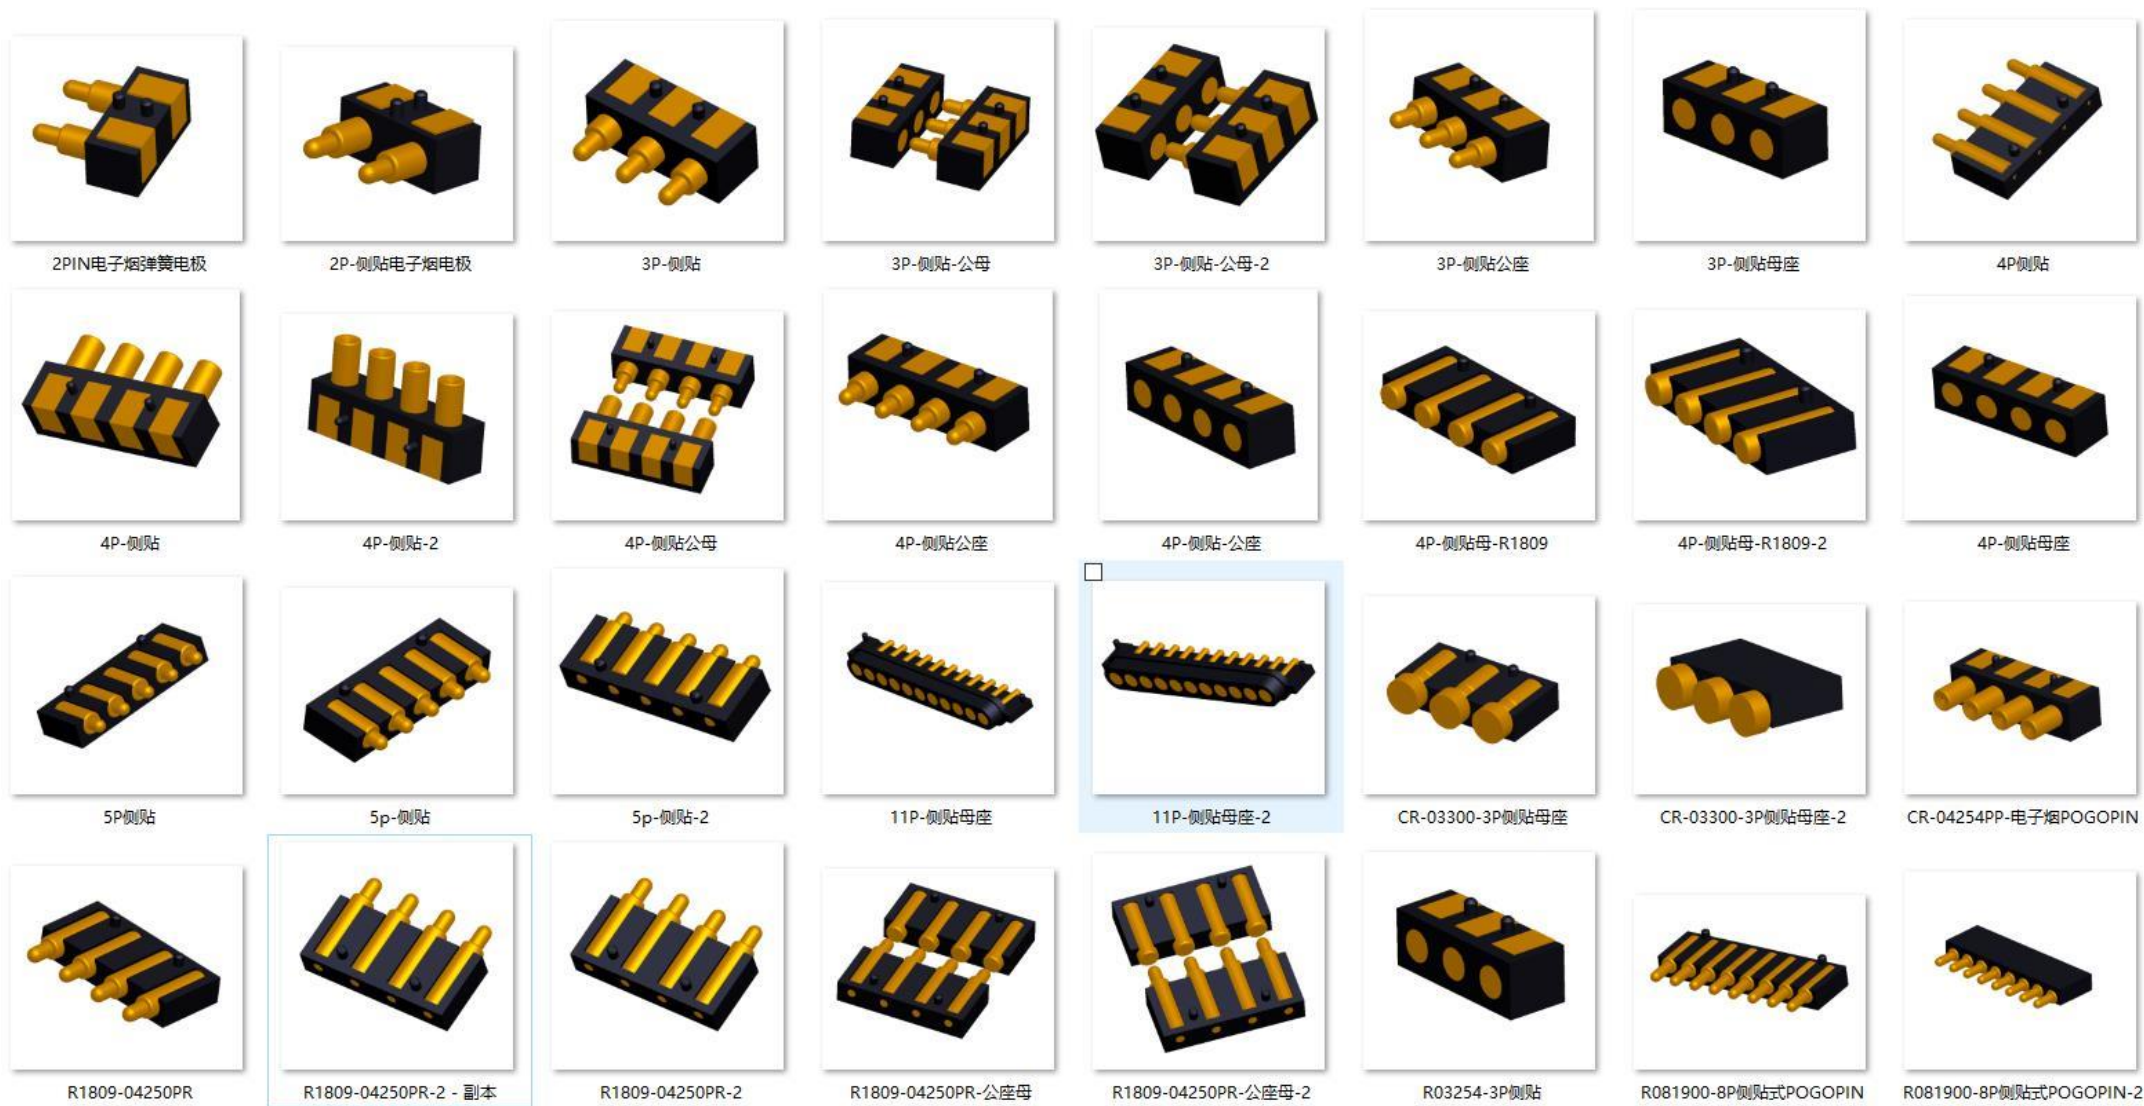 2PIN电子烟弹簧电极
2P-侧贴电子烟电极
3P-侧贴
3P-侧贴-公母
3P-侧贴-公母-2
3P-侧贴公座
3P-侧贴母座
4P侧贴
4P-侧贴
4P-侧贴-2
4P-侧贴公母
4P-侧贴公座
4P-侧贴-公座
4P-侧贴母-R1809
4P-侧贴母-R1809-2
4P-侧贴母座
5P侧贴
5p-侧贴
5p-侧贴-2
11P-侧贴母座
11P-侧贴母座-2
CR-03300-3P侧贴母座
CR-03300-3P侧贴母座-2
CR-04254PP-电子烟POGOPIN
R1809-04250PR
R1809-04250PR-2 - 副本
R1809-04250PR-2
R1809-04250PR-公座母
R1809-04250PR-公座母-2
R03254-3P侧贴
R081900-8P侧贴式POGOPIN
R081900-8P侧贴式POGOPIN-2